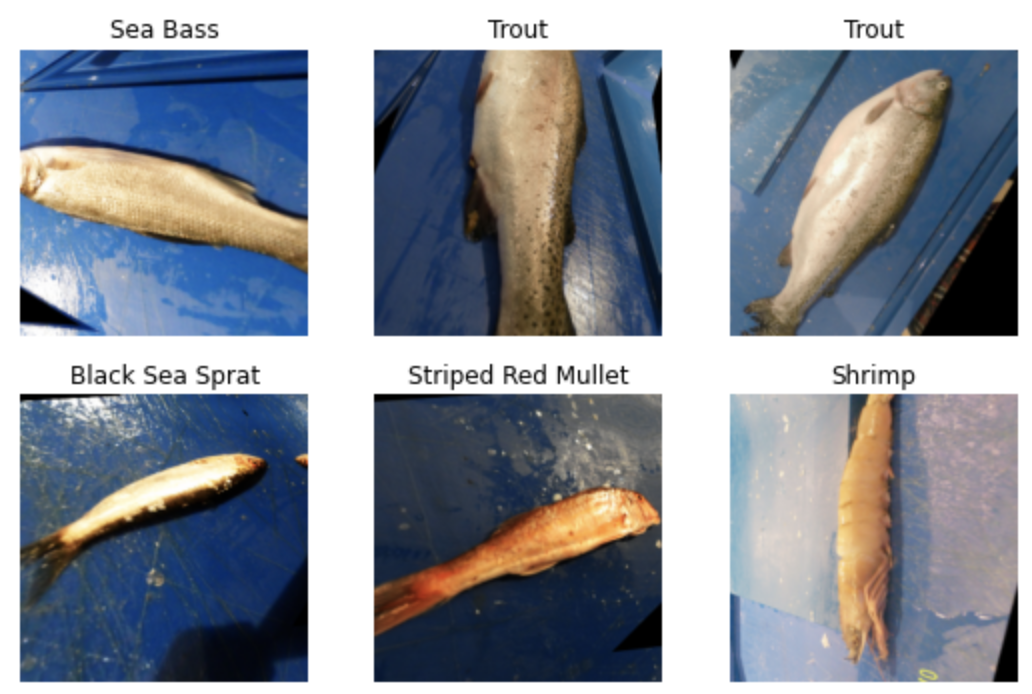 Sea Bass
Trout
Trout
Black Sea Sprat
Striped Red Mullet
Shrimp